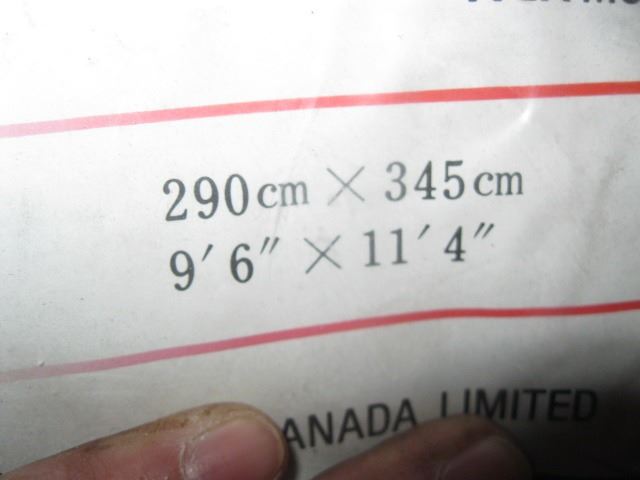 290cm × 345cm
9′6″ × 11′4″
ANADA LIMITED